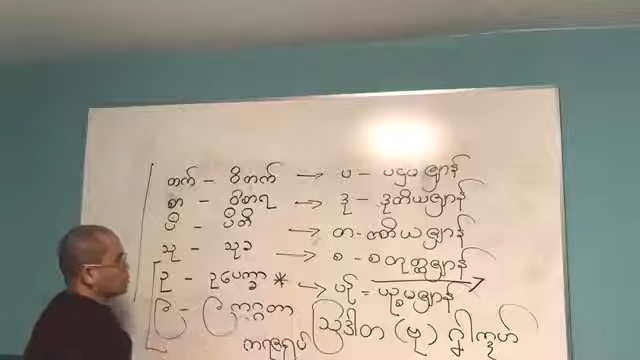 တက် - ဝိတက် → ပ - ပဌမဈာန်
စာ - ဝိစာရ → ဒု - ဒုတိယဈာန်
ပီ - ပီတိ → တ - တတိယဈာန်
သု - သုခ → စ - စတုတ္ထဈာန်
ဥ - ဥပေက္ခာ * → ပဉ် - ပဉ္စမဈာန်
ဧ - ဧကဂ္ဂတာ